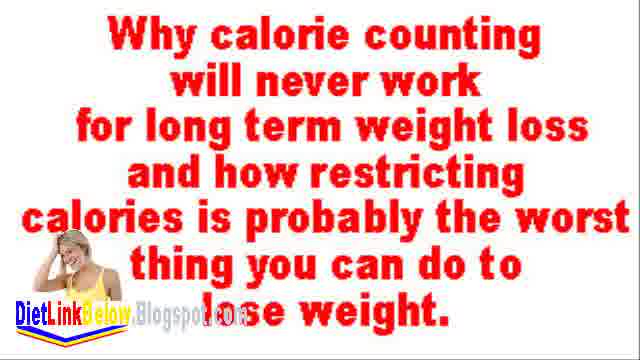 Why calorie counting
will never work
for long term weight loss
and how restricting
calories is probably the worst
thing you can do to
lose weight.
DietLinkBelow.Blogspot.com